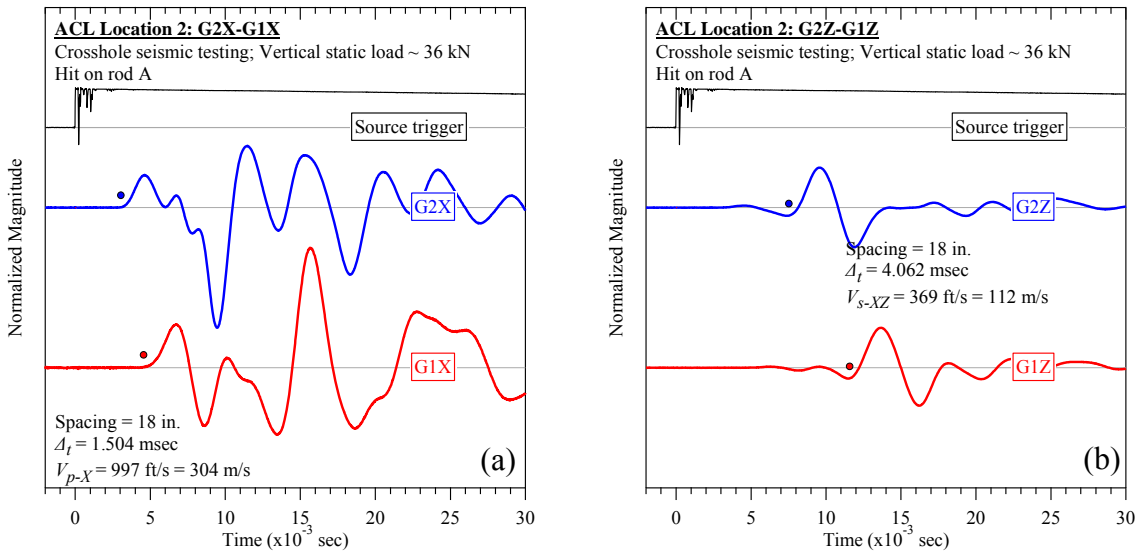 ACL Location 2: G2X-G1X
Crosshole seismic testing; Vertical static load ~ 36 kN
Hit on rod A
Source trigger
G2X
G1X
Spacing = 18 in.
Δt = 1.504 msec
Vp-X = 997 ft/s = 304 m/s
(a)
Normalized Magnitude
0 5 10 15 20 25 30
Time (x10-3 sec)
ACL Location 2: G2Z-G1Z
Crosshole seismic testing; Vertical static load ~ 36 kN
Hit on rod A
Source trigger
G2Z
Spacing = 18 in.
Δt = 4.062 msec
Vs-XZ = 369 ft/s = 112 m/s
G1Z
(b)
Normalized Magnitude
0 5 10 15 20 25 30
Time (x10-3 sec)